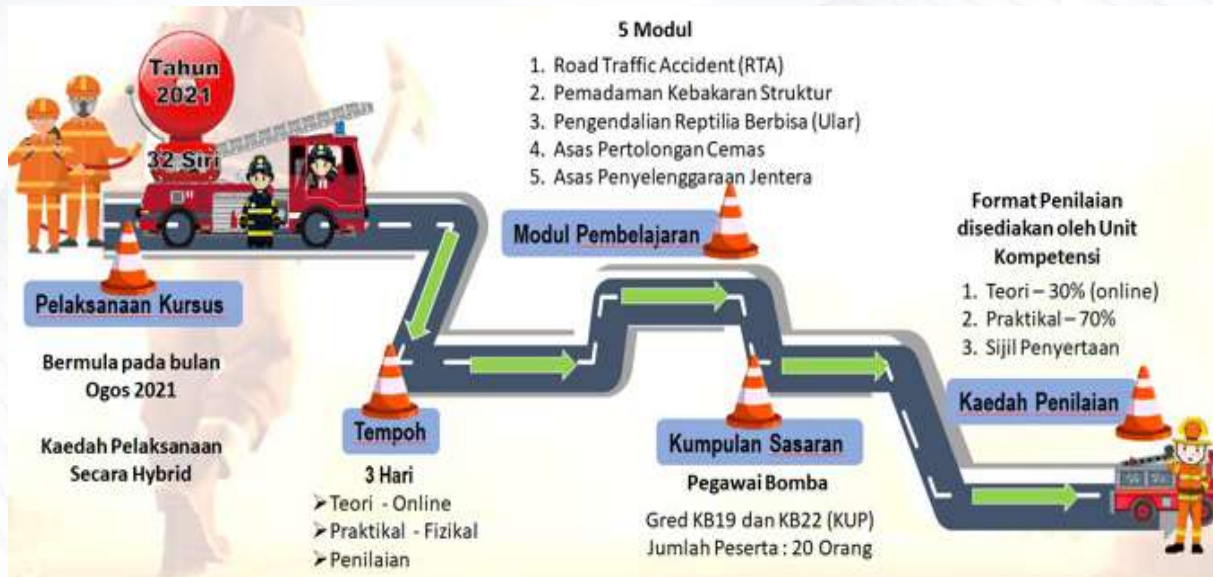 Tahun
2021
32 Siri
Pelaksanaan Kursus
Bermula pada bulan
Ogos 2021
Kaedah Pelaksanaan
Secara Hybrid
Tempoh
3 Hari
➢Teori - Online
➢Praktikal - Fizikal
➢Penilaian
5 Modul
1. Road Traffic Accident (RTA)
2. Pemadaman Kebakaran Struktur
3. Pengendalian Reptilia Berbisa (Ular)
4. Asas Pertolongan Cemas
5. Asas Penyelenggaraan Jentera
Modul Pembelajaran
Kumpulan Sasaran
Pegawai Bomba
Gred KB19 dan KB22 (KUP)
Jumlah Peserta : 20 Orang
Format Penilaian
disediakan oleh Unit
Kompetensi
1. Teori – 30% (online)
2. Praktikal – 70%
3. Sijil Penyertaan
Kaedah Penilaian